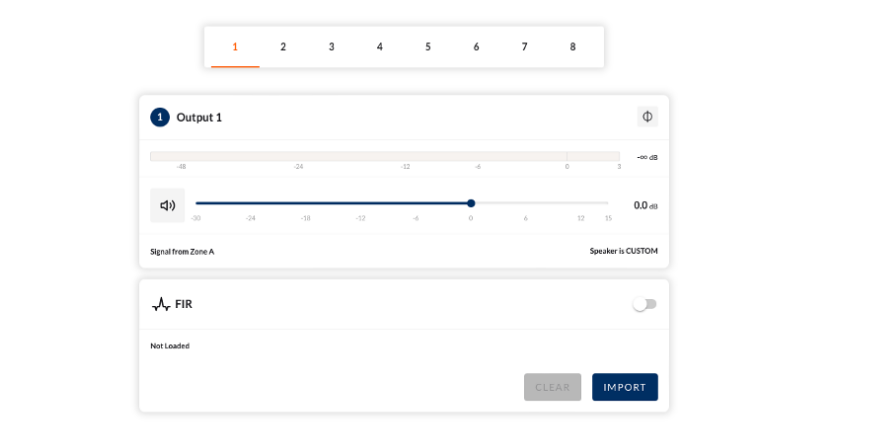 1 2 3 4 5 6 7 8
1 Output 1
-∞ dB
-48 -24 -12 -6 0 3
0.0 dB
-30 -24 -18 -12 -6 0 6 12 15
Signal from Zone A Speaker is CUSTOM
FIR
Not Loaded
CLEAR IMPORT